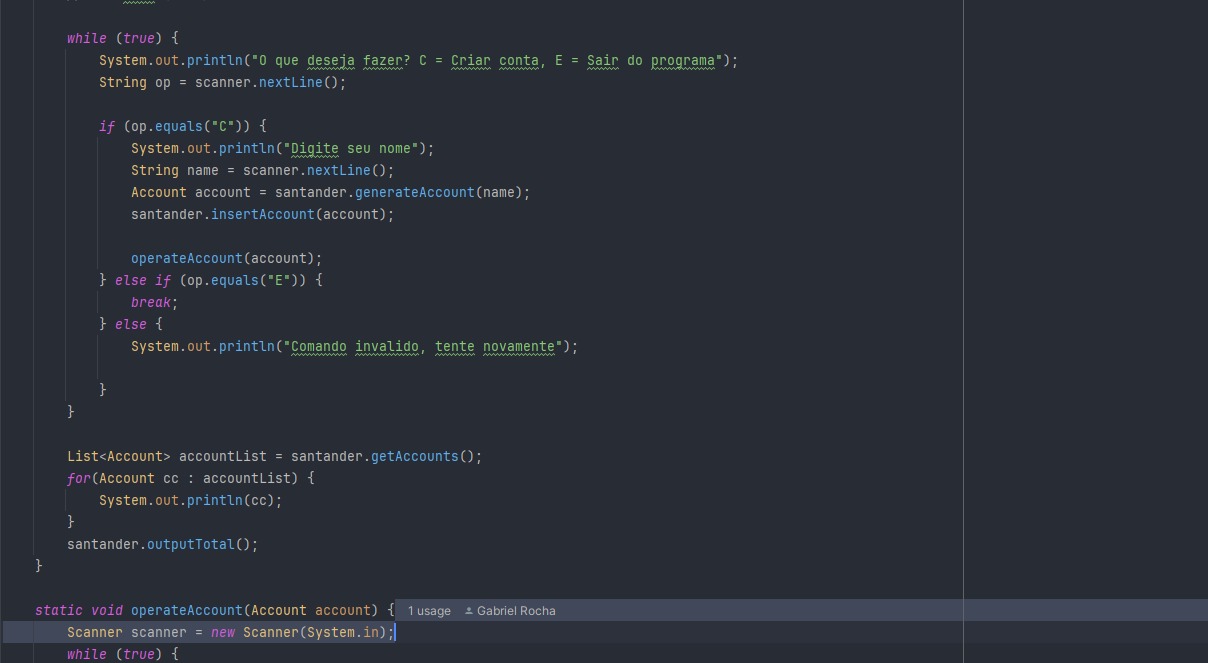 while (true) {
System.out.println("O que deseja fazer? C = Criar conta, E = Sair do programa");
String op = scanner.nextLine();
if (op.equals("C")) {
System.out.println("Digite seu nome");
String name = scanner.nextLine();
Account account = santander.generateAccount(name);
santander.insertAccount(account);
operateAccount(account);
} else if (op.equals("E")) {
break;
} else {
System.out.println("Comando invalido, tente novamente");
}
}
List<Account> accountList = santander.getAccounts();
for(Account cc : accountList) {
System.out.println(cc);
}
santander.outputTotal();
}
static void operateAccount(Account account) { 1 usage Gabriel Rocha
Scanner scanner = new Scanner(System.in);
while (true) {